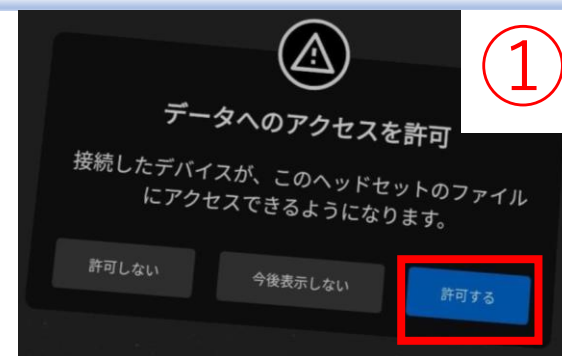 ①
データへのアクセスを許可
接続したデバイスが、このヘッドセットのファイル
にアクセスできるようになります。
許可しない 今後表示しない 許可する